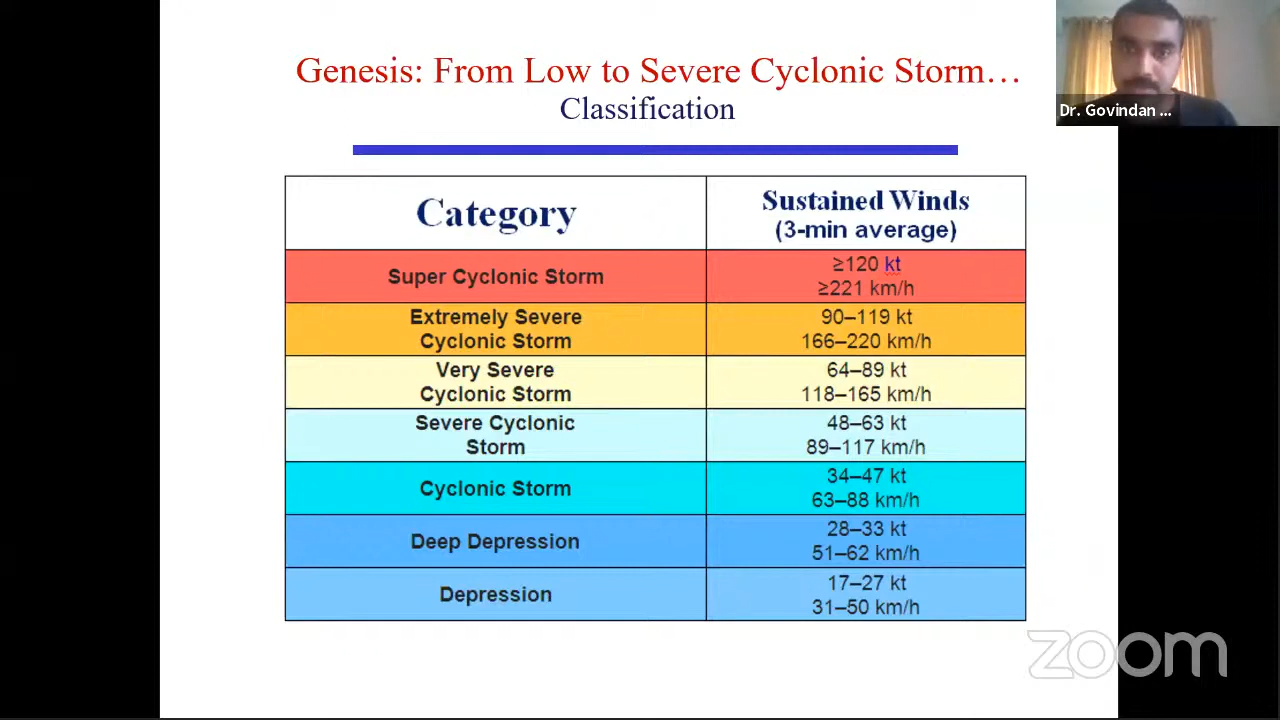 Genesis: From Low to Severe Cyclonic Storm…
Classification
Dr. Govindan ...
Category
Sustained Winds
(3-min average)
Super Cyclonic Storm
≥120 kt
≥221 km/h
Extremely Severe
Cyclonic Storm
90–119 kt
166–220 km/h
Very Severe
Cyclonic Storm
64–89 kt
118–165 km/h
Severe Cyclonic
Storm
48–63 kt
89–117 km/h
Cyclonic Storm
34–47 kt
63–88 km/h
Deep Depression
28–33 kt
51–62 km/h
Depression
17–27 kt
31–50 km/h
zoom